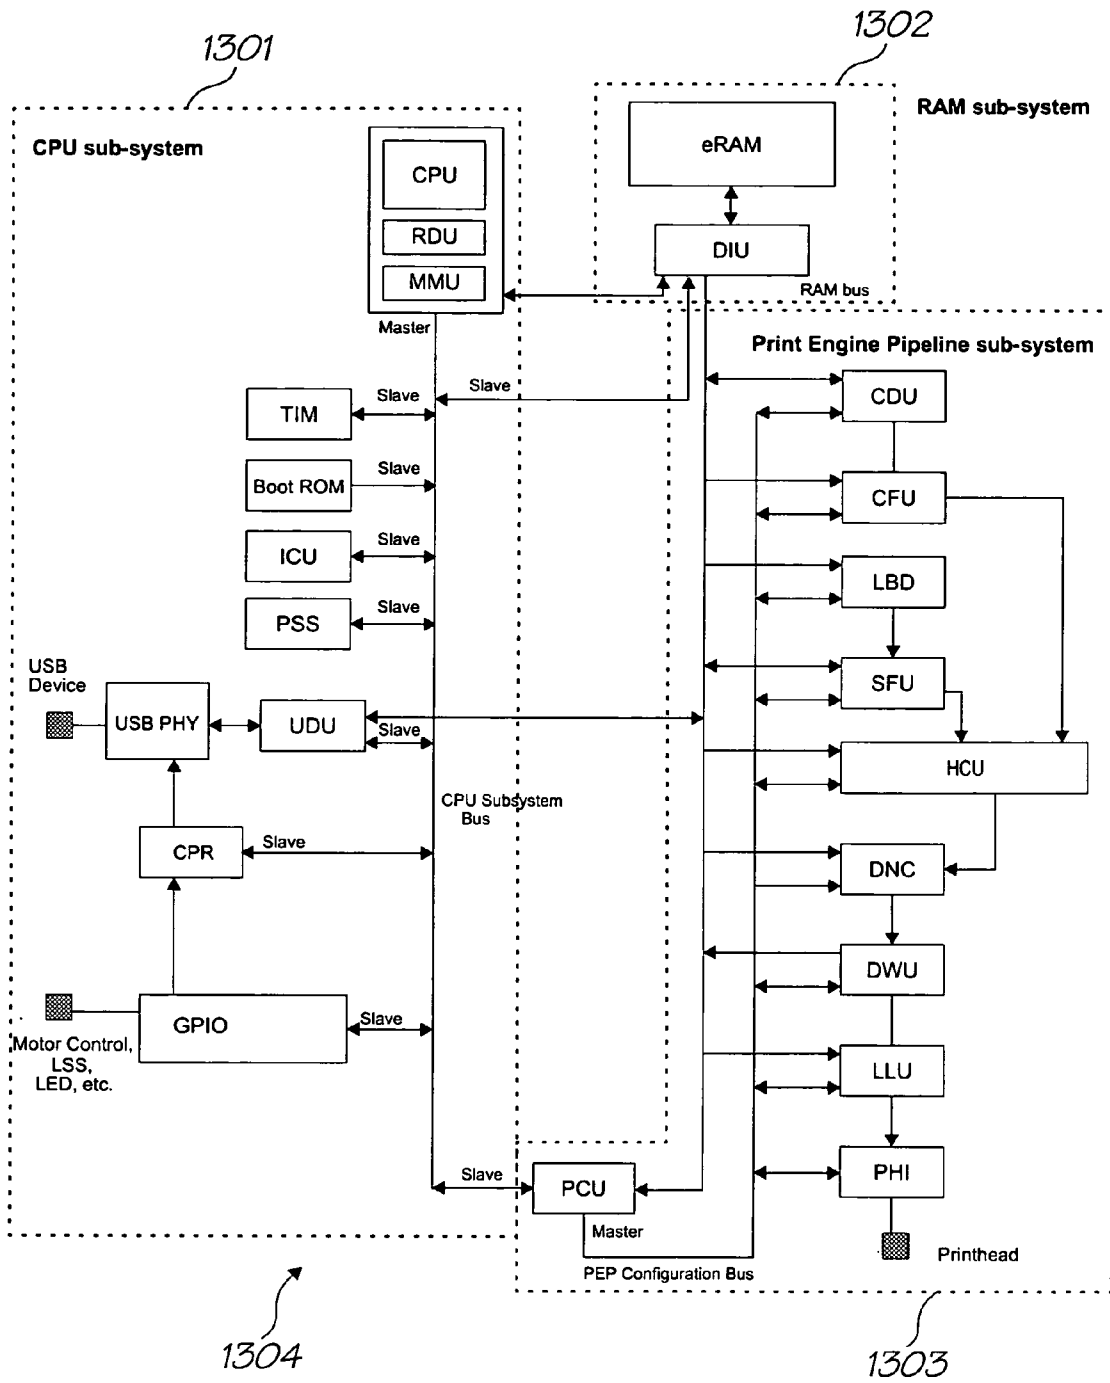 1301
1302
CPU sub-system
RAM sub-system
CPU
RDU
MMU
Master
eRAM
DIU
RAM bus
Print Engine Pipeline sub-system
Slave
TIM
Slave
Boot ROM
Slave
ICU
Slave
PSS
Slave
USB
Device
USB PHY
UDU
Slave
CPU Subsystem
Bus
CPR
Slave
GPIO
Slave
Motor Control,
LSS,
LED, etc.
CDU
CFU
LBD
SFU
HCU
DNC
DWU
LLU
PHI
Slave
PCU
Master
PEP Configuration Bus
Printhead
1304
1303